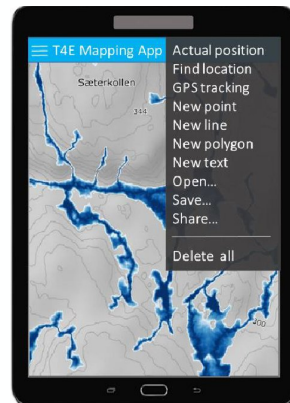 T4E Mapping App
Actual position
Find location
GPS tracking
New point
New line
New polygon
New text
Open...
Save...
Share...
Delete all
Sæterkollen
344
200